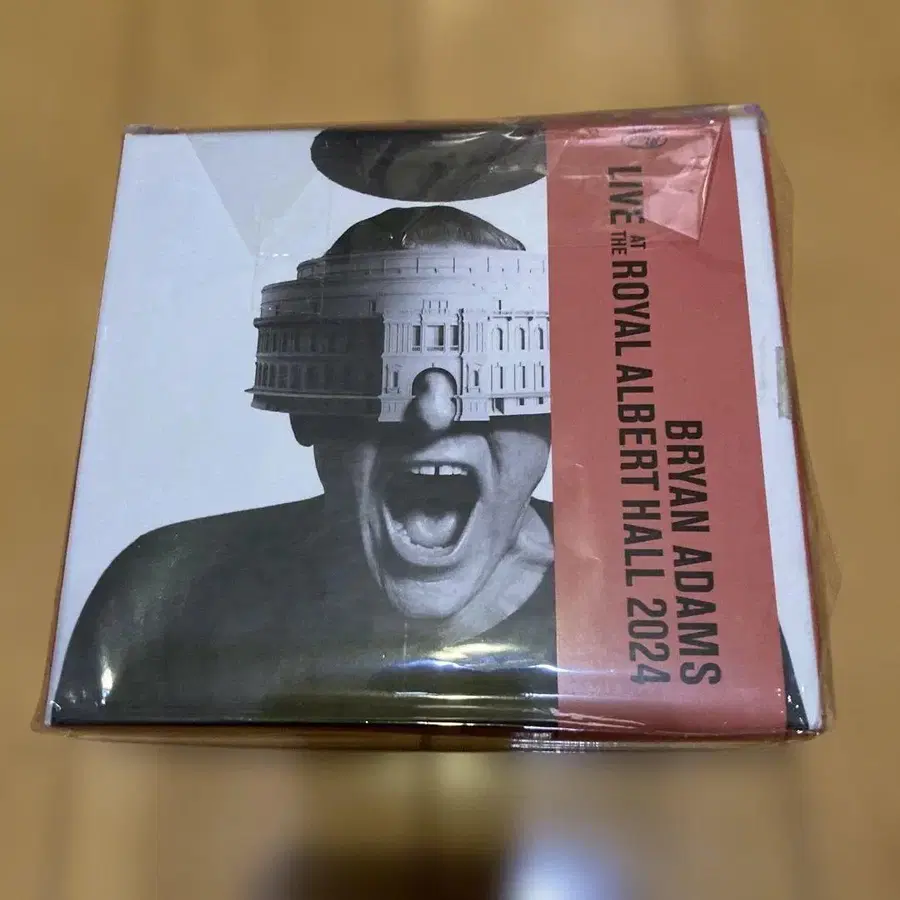 BRYAN ADAMS
LIVE AT THE ROYAL ALBERT HALL 2024